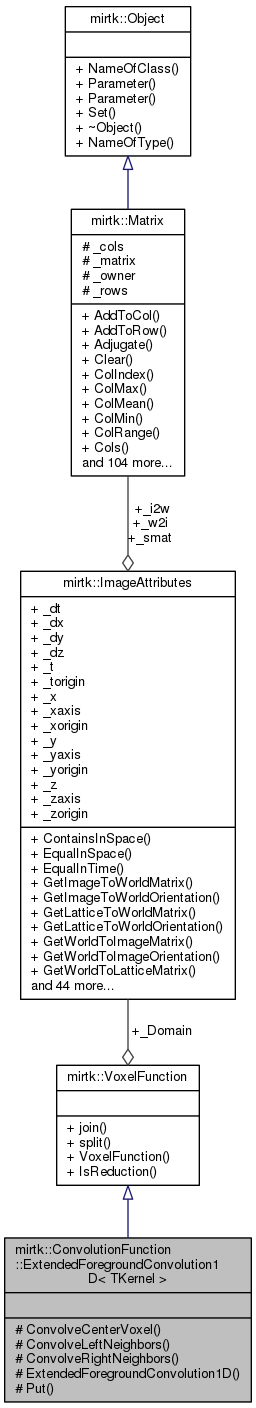 mirtk::Object
+ NameOfClass()
+ Parameter()
+ Parameter()
+ Set()
+ ~Object()
+ NameOfType()
mirtk::Matrix
# _cols
# _matrix
# _owner
# _rows
+ AddToCol()
+ AddToRow()
+ Adjugate()
+ Clear()
+ ColIndex()
+ ColMax()
+ ColMean()
+ ColMin()
+ ColRange()
+ Cols()
and 104 more...
+_i2w
+_w2i
+_smat
mirtk::ImageAttributes
+ _dt
+ _dx
+ _dy
+ _dz
+ _t
+ _torigin
+ _x
+ _xaxis
+ _xorigin
+ _y
+ _yaxis
+ _yorigin
+ _z
+ _zaxis
+ _zorigin
+ ContainsInSpace()
+ EqualInSpace()
+ EqualInTime()
+ GetImageToWorldMatrix()
+ GetImageToWorldOrientation()
+ GetLatticeToWorldMatrix()
+ GetLatticeToWorldOrientation()
+ GetWorldToImageMatrix()
+ GetWorldToImageOrientation()
+ GetWorldToLatticeMatrix()
and 44 more...
+_Domain
mirtk::VoxelFunction
+ join()
+ split()
+ VoxelFunction()
+ IsReduction()
mirtk::ConvolutionFunction
::ExtendedForegroundConvolution1
D< TKernel >
# ConvolveCenterVoxel()
# ConvolveLeftNeighbors()
# ConvolveRightNeighbors()
# ExtendedForegroundConvolution1D()
# Put()